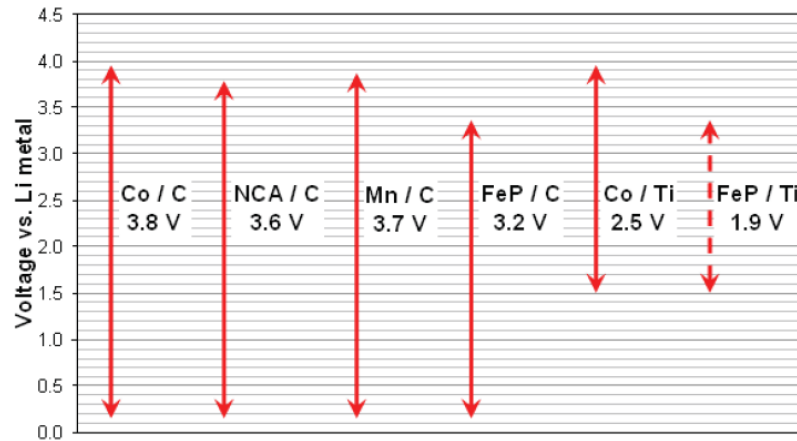 Voltage vs. Li metal
4.5
4.0
3.5
3.0
2.5
2.0
1.5
1.0
0.5
0.0
Co / C
3.8 V
NCA / C
3.6 V
Mn / C
3.7 V
FeP / C
3.2 V
Co / Ti
2.5 V
FeP / Ti
1.9 V